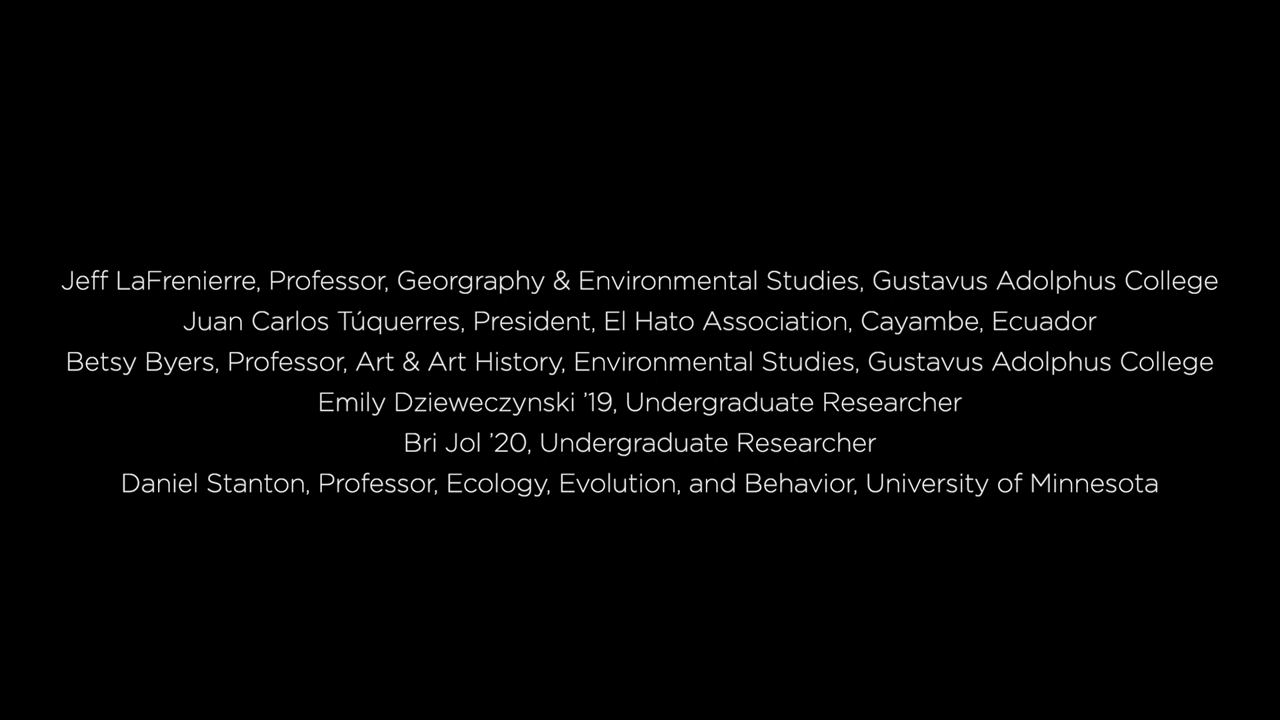 Jeff LaFrenierre, Professor, Georgraphy & Environmental Studies, Gustavus Adolphus College
Juan Carlos Túquerres, President, El Hato Association, Cayambe, Ecuador
Betsy Byers, Professor, Art & Art History, Environmental Studies, Gustavus Adolphus College
Emily Dzieweczynski ’19, Undergraduate Researcher
Bri Jol ’20, Undergraduate Researcher
Daniel Stanton, Professor, Ecology, Evolution, and Behavior, University of Minnesota